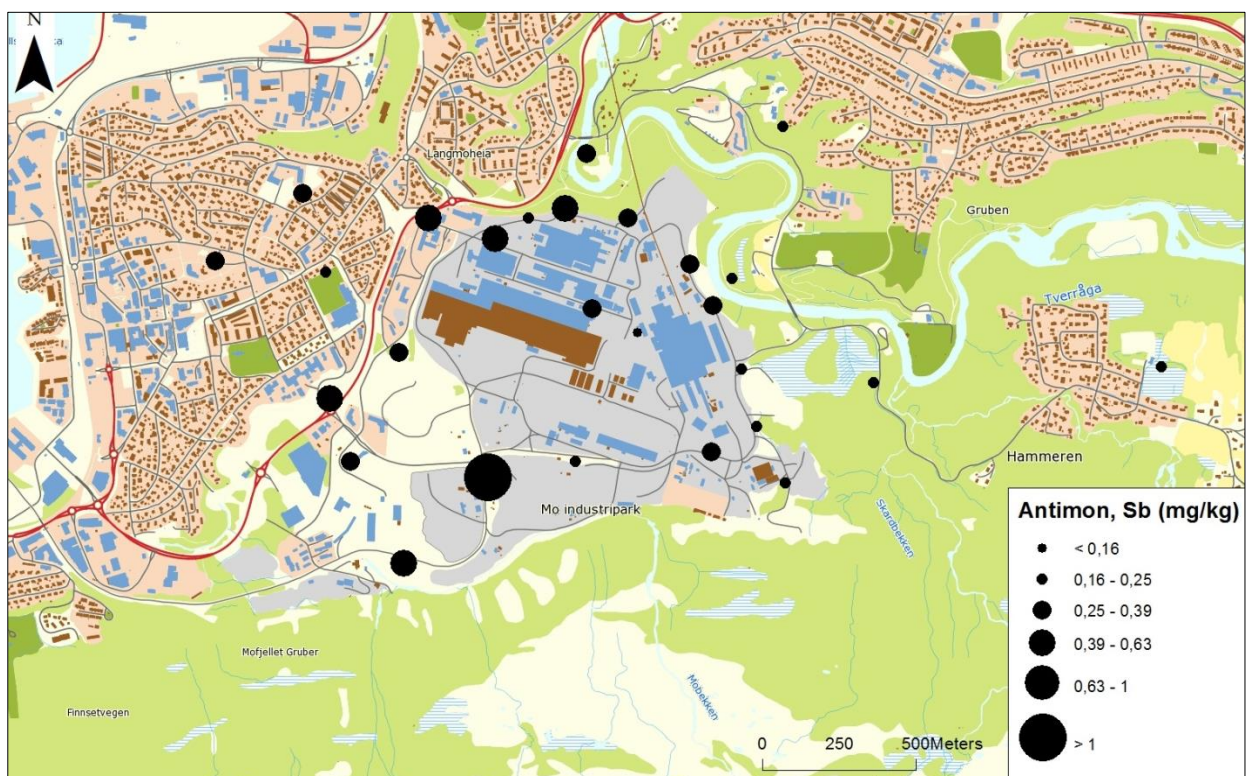 N
Langmoheia
Gruben
Tverråga
Hammeren
Mo industripark
Skardbekken
Mofjellet Gruber
Mobekken
Finnsetvegen
0 250 500Meters
Antimon, Sb (mg/kg)
< 0,16
0,16 - 0,25
0,25 - 0,39
0,39 - 0,63
0,63 - 1
> 1